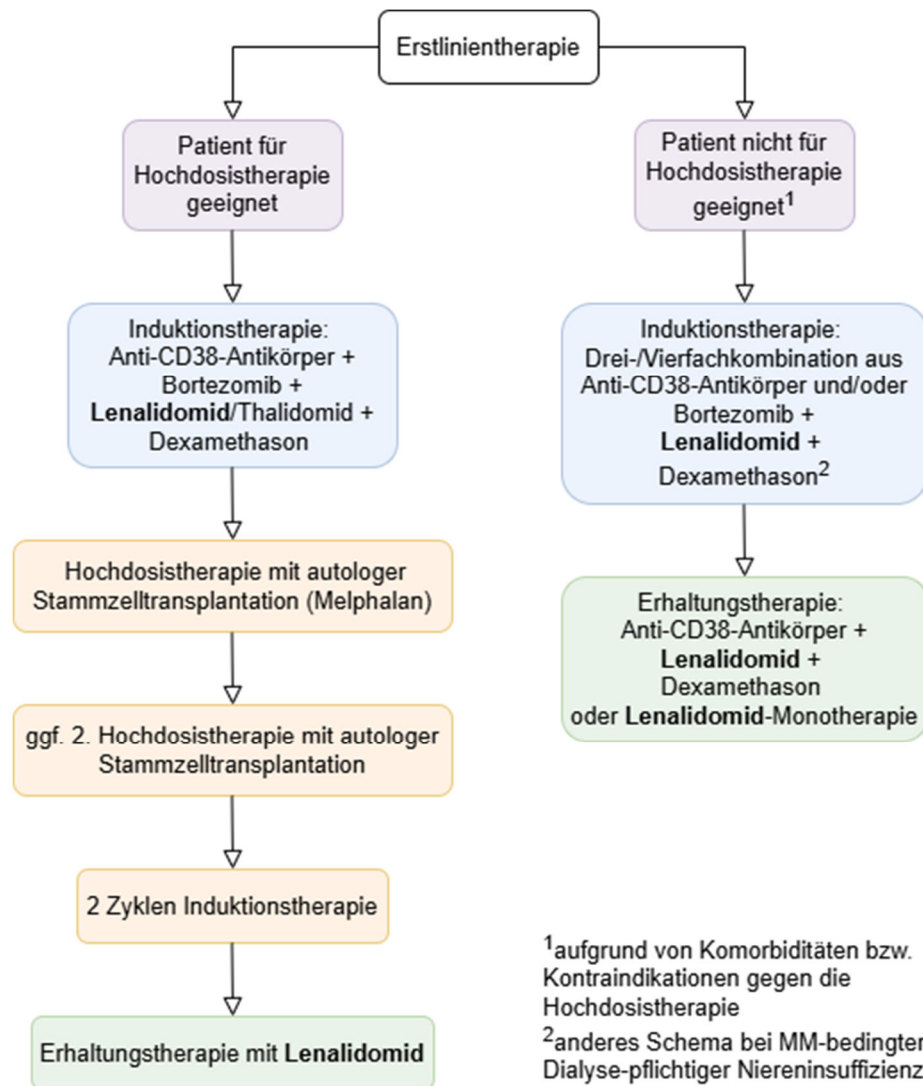 Erstlinientherapie
Patient für
Hochdosistherapie
geeignet
Induktionstherapie:
Anti-CD38-Antikörper +
Bortezomib +
Lenalidomid/Thalidomid +
Dexamethason
Hochdosistherapie mit autologer
Stammzelltransplantation (Melphalan)
ggf. 2. Hochdosistherapie mit autologer
Stammzelltransplantation
2 Zyklen Induktionstherapie
Erhaltungstherapie mit Lenalidomid
Patient nicht für
Hochdosistherapie
geeignet¹
Induktionstherapie:
Drei-/Vierfachkombination aus
Anti-CD38-Antikörper und/oder
Bortezomib +
Lenalidomid +
Dexamethason²
Erhaltungstherapie:
Anti-CD38-Antikörper +
Lenalidomid +
Dexamethason
oder Lenalidomid-Monotherapie
¹aufgrund von Komorbiditäten bzw.
Kontraindikationen gegen die
Hochdosistherapie
²anderes Schema bei MM-bedingter
Dialyse-pflichtiger Niereninsuffizienz